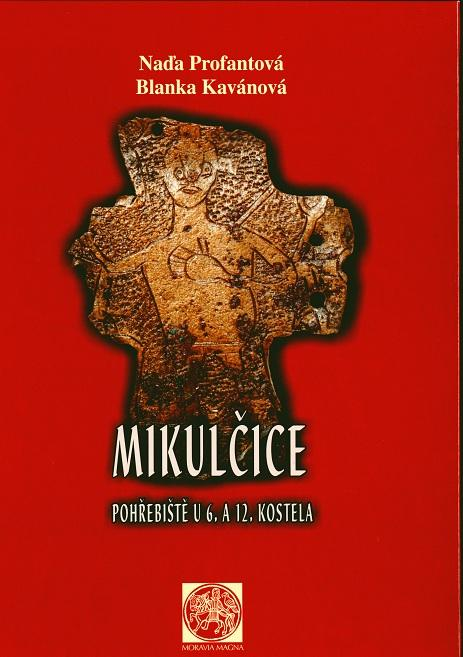 Naďa Profantová
Blanka Kavánová
MIKULČICE
POHŘEBIŠTĚ U 6. A 12. KOSTELA
MORAVIA MAGNA